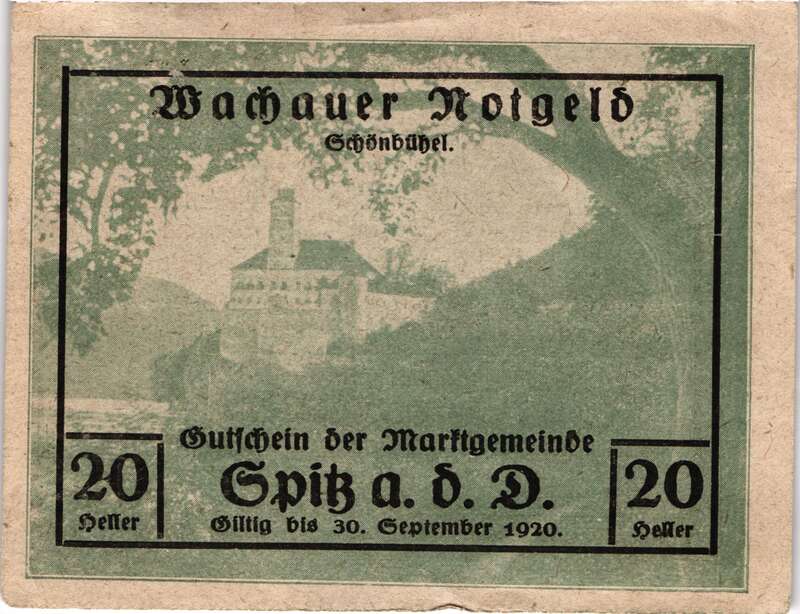 Wachauer Notgeld
Schönbühel.
Gutschein der Marktgemeinde
Spitz a. d. D.
Giltig bis 30. September 1920.
20
Heller
20
Heller